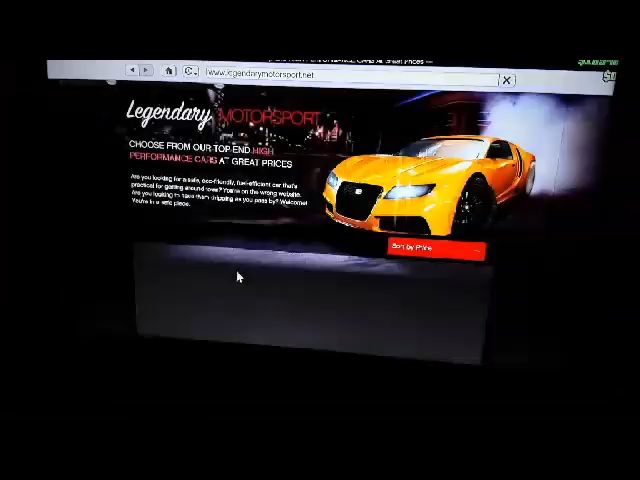 www.legendarymotorsport.net
X
Legendary MOTORSPORT
CHOOSE FROM OUR TOP-END HIGH
PERFORMANCE CARS AT GREAT PRICES
Are you looking for a safe, eco-friendly, fuel-efficient car that's
practical for getting around town? You're on the wrong website.
Are you looking to have them dripping as you pass by? Welcome!
You're in a safe place.
Sort by Price